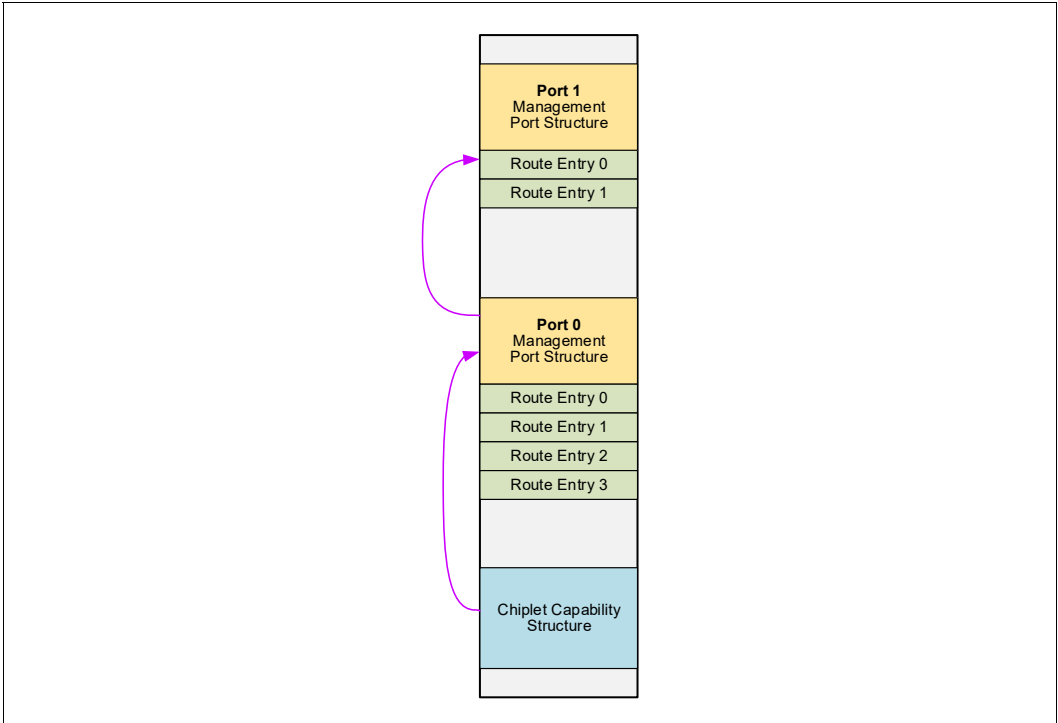 Port 1
Management
Port Structure
Route Entry 0
Route Entry 1
Port 0
Management
Port Structure
Route Entry 0
Route Entry 1
Route Entry 2
Route Entry 3
Chiplet Capability
Structure